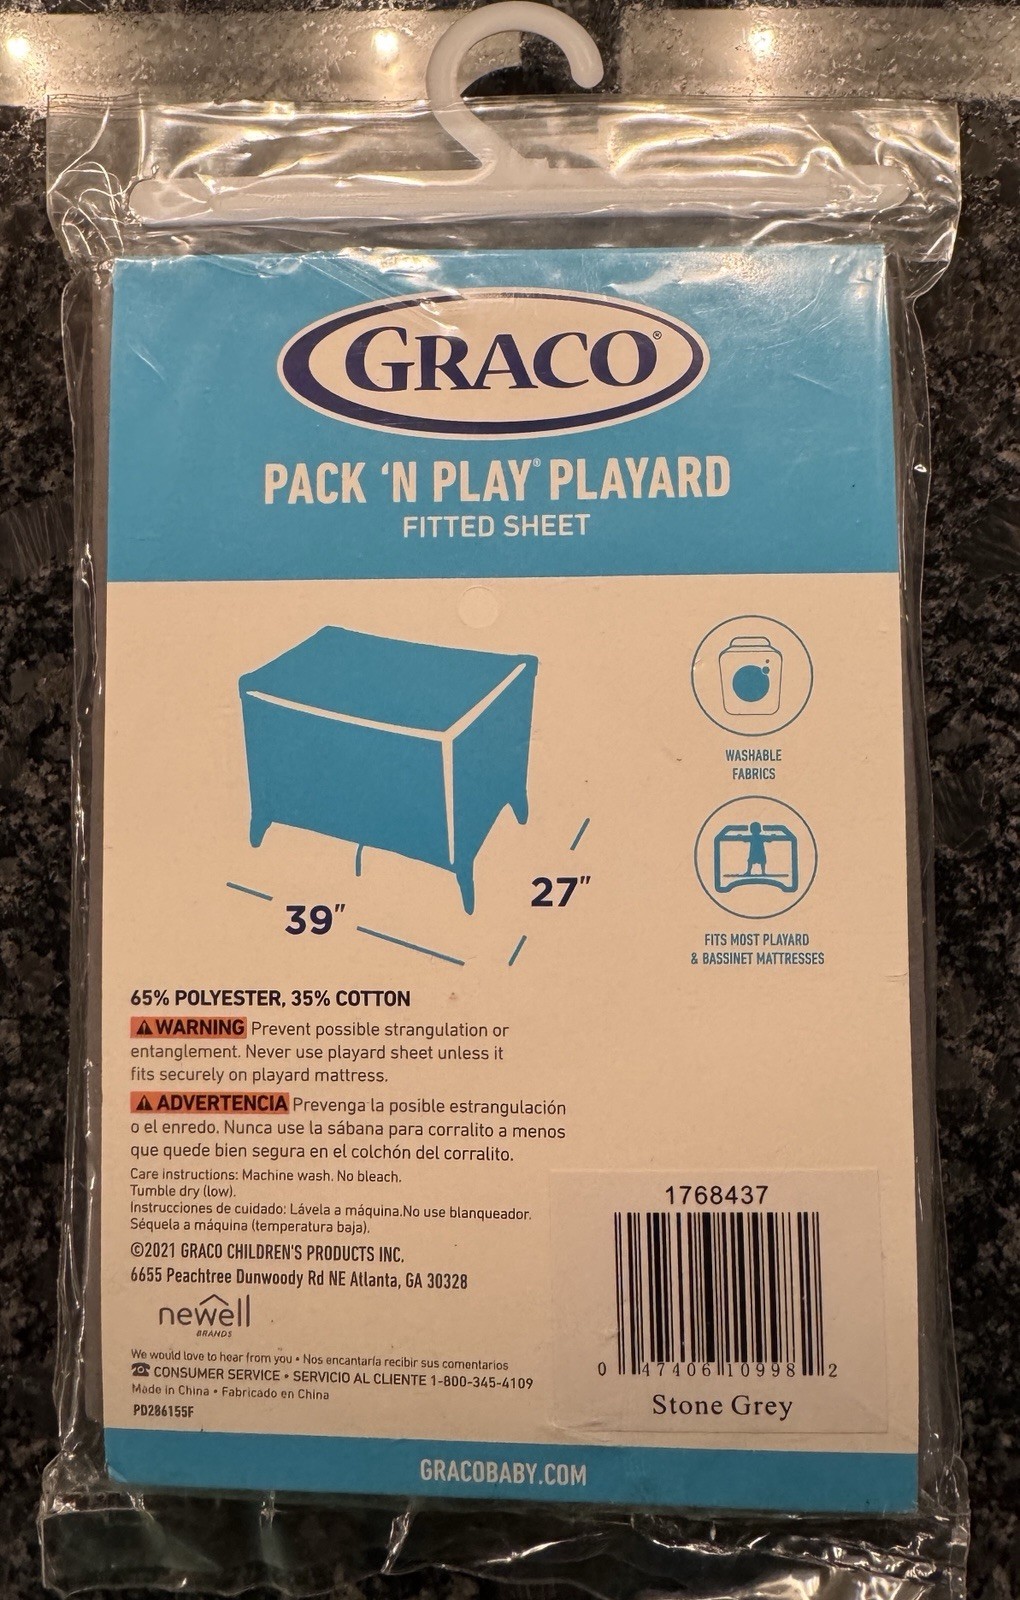 GRACO®
PACK ‘N PLAY® PLAYARD
FITTED SHEET
WASHABLE
FABRICS
39"
27"
FITS MOST PLAYARD
& BASSINET MATTRESSES
65% POLYESTER, 35% COTTON
⚠WARNING Prevent possible strangulation or
entanglement. Never use playard sheet unless it
fits securely on playard mattress.
⚠ADVERTENCIA Prevenga la posible estrangulación
o el enredo. Nunca use la sábana para corralito a menos
que quede bien segura en el colchón del corralito.
Care instructions: Machine wash. No bleach.
Tumble dry (low).
Instrucciones de cuidado: Lávela a máquina.No use blanqueador.
Séquela a máquina (temperatura baja).
©2021 GRACO CHILDREN'S PRODUCTS INC.
6655 Peachtree Dunwoody Rd NE Atlanta, GA 30328
newell
BRANDS
We would love to hear from you • Nos encantaría recibir sus comentarios
☎ CONSUMER SERVICE • SERVICIO AL CLIENTE 1-800-345-4109
Made in China • Fabricado en China
PD286155F
1768437
0 47406 10998 2
Stone Grey
GRACOBABY.COM